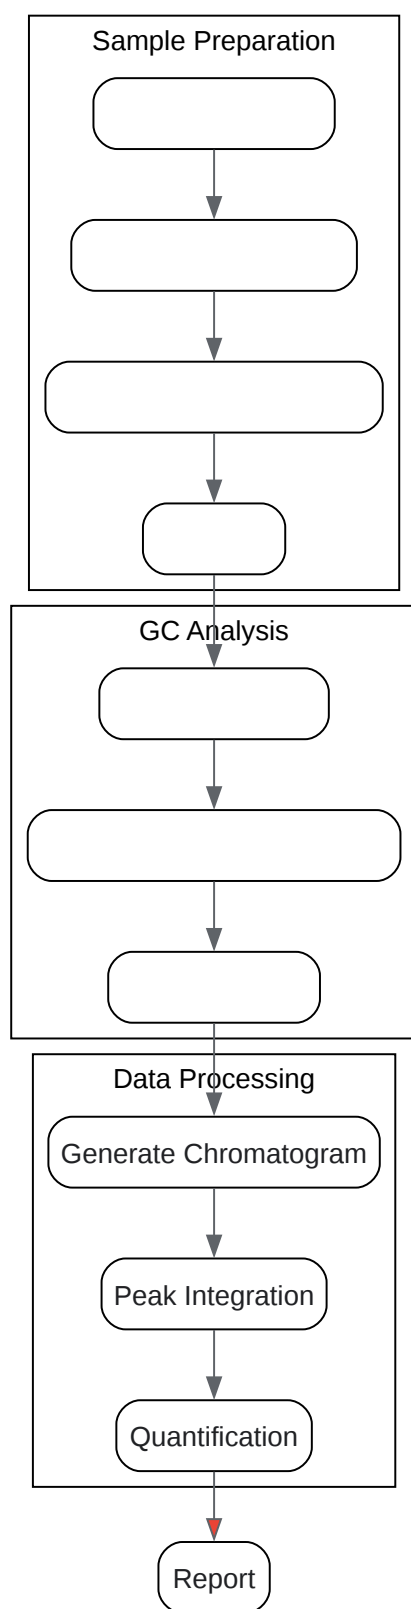 Sample Preparation
GC Analysis
Data Processing
Generate Chromatogram
Peak Integration
Quantification
Report